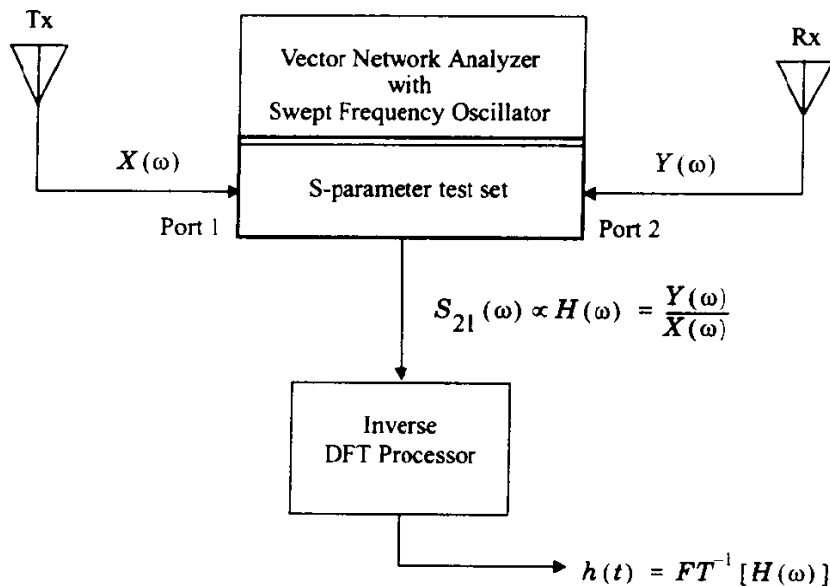 Tx
Rx
Vector Network Analyzer
with
Swept Frequency Oscillator
X(ω)
Y(ω)
S-parameter test set
Port 1
Port 2
S₂₁(ω) ∝ H(ω) = Y(ω)/X(ω)
Inverse
DFT Processor
h(t) = FT⁻¹[H(ω)]